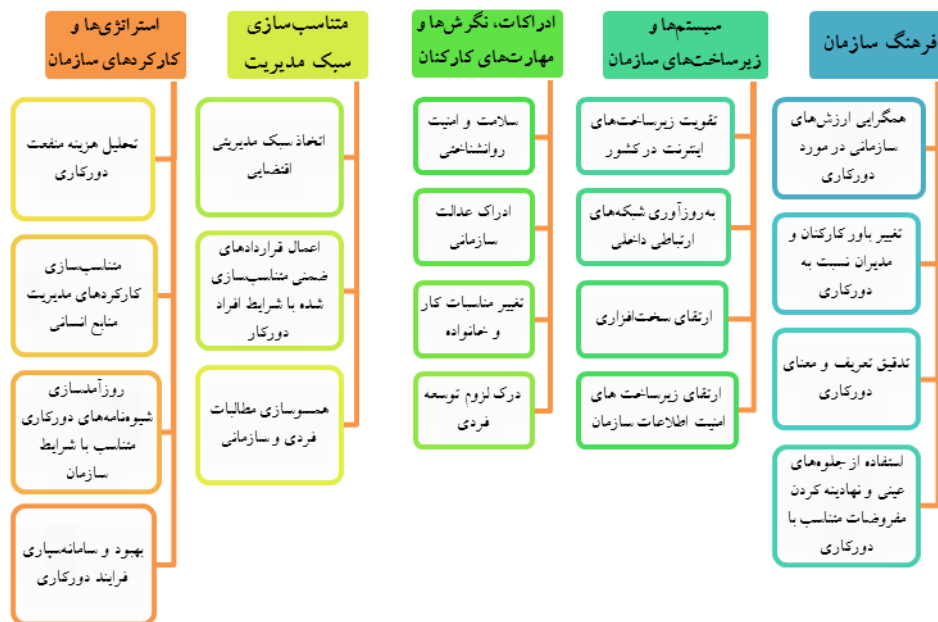 فرهنگ سازمان
همگرایی ارزش‌های
سازمانی در مورد
دورکاری
تغییر باور کارکنان و
مدیران نسبت به
دورکاری
تدقیق تعریف و معنای
دورکاری
استفاده از جلوه‌های
عینی و نهادینه کردن
مفروضات متناسب با
دورکاری
سیستم‌ها و
زیرساخت‌های سازمان
تقویت زیرساخت‌های
اینترنت در کشور
به‌روزآوری شبکه‌های
ارتباطی داخلی
ارتقای سخت‌افزاری
ارتقای زیرساخت های
امنیت اطلاعات سازمان
ادراکات، نگرش‌ها و
مهارت‌های کارکنان
سلامت و امنیت
روانشناختی
ادراک عدالت
سازمانی
تغییر مناسبات کار
و خانواده
درک لزوم توسعه
فردی
متناسب‌سازی
سبک مدیریت
اتخاذ سبک مدیریتی
اقتضایی
اعمال قراردادهای
ضمنی متناسب‌سازی
شده با شرایط افراد
دورکار
همسوسازی مطالبات
فردی و سازمانی
استراتژی‌ها و
کارکردهای سازمان
تحلیل هزینه منفعت
دورکاری
متناسب‌سازی
کارکردهای مدیریت
منابع انسانی
روزآمدسازی
شیوه‌نامه‌های دورکاری
متناسب با شرایط
سازمان
بهبود و سامانه‌سپاری
فرایند دورکاری